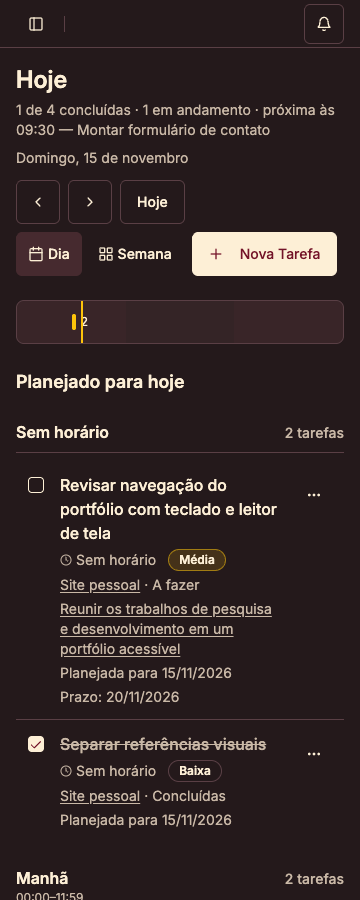 Hoje
1 de 4 concluídas · 1 em andamento · próxima às
09:30 — Montar formulário de contato
Domingo, 15 de novembro
Hoje
Dia
Semana
Nova Tarefa
2
Planejado para hoje
Sem horário
2 tarefas
Revisar navegação do
portfólio com teclado e leitor
de tela
Sem horário
Média
Site pessoal · A fazer
Reunir os trabalhos de pesquisa
e desenvolvimento em um
portfólio acessível
Planejada para 15/11/2026
Prazo: 20/11/2026
Separar referências visuais
Sem horário
Baixa
Site pessoal · Concluídas
Planejada para 15/11/2026
Manhã
2 tarefas
00:00–11:59